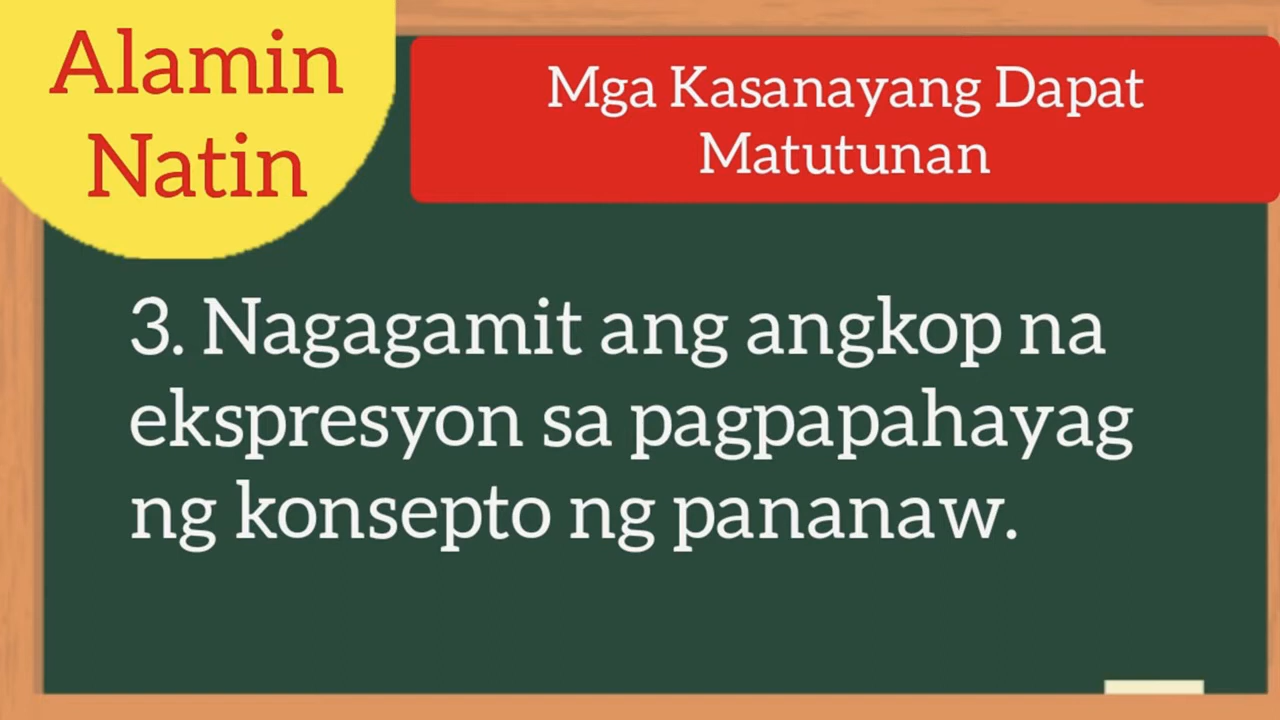 Alamin
Natin
Mga Kasanayang Dapat
Matutunan
3. Nagagamit ang angkop na
ekspresyon sa pagpapahayag
ng konsepto ng pananaw.